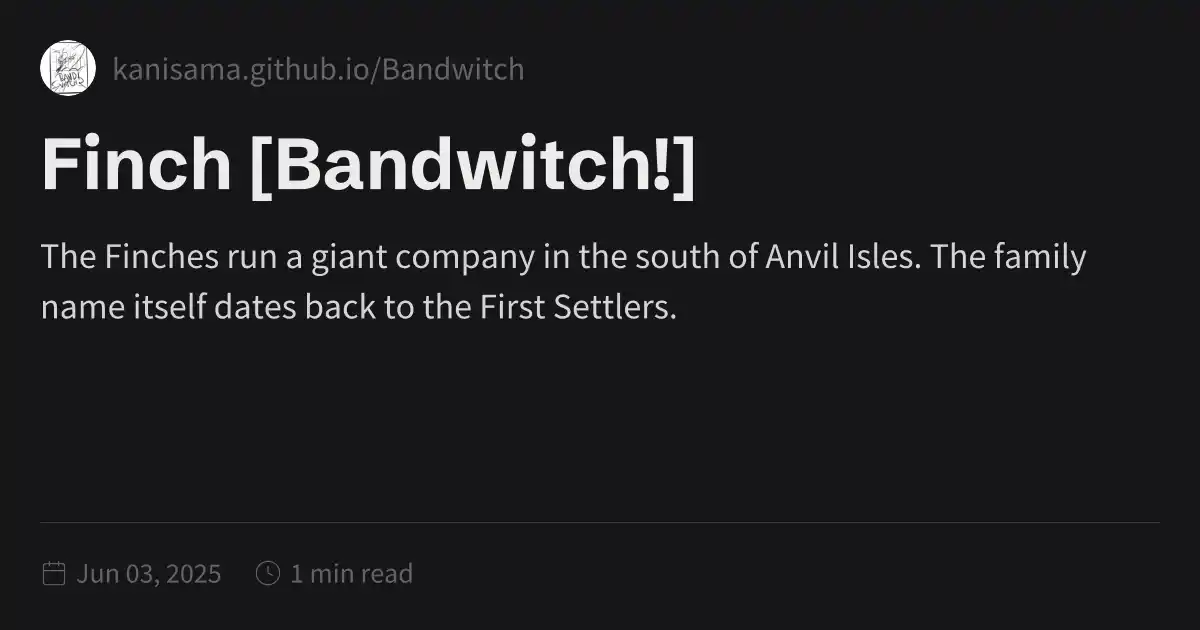 kanisama.github.io/Bandwitch
Finch [Bandwitch!]
The Finches run a giant company in the south of Anvil Isles. The family
name itself dates back to the First Settlers.
Jun 03, 2025
1 min read